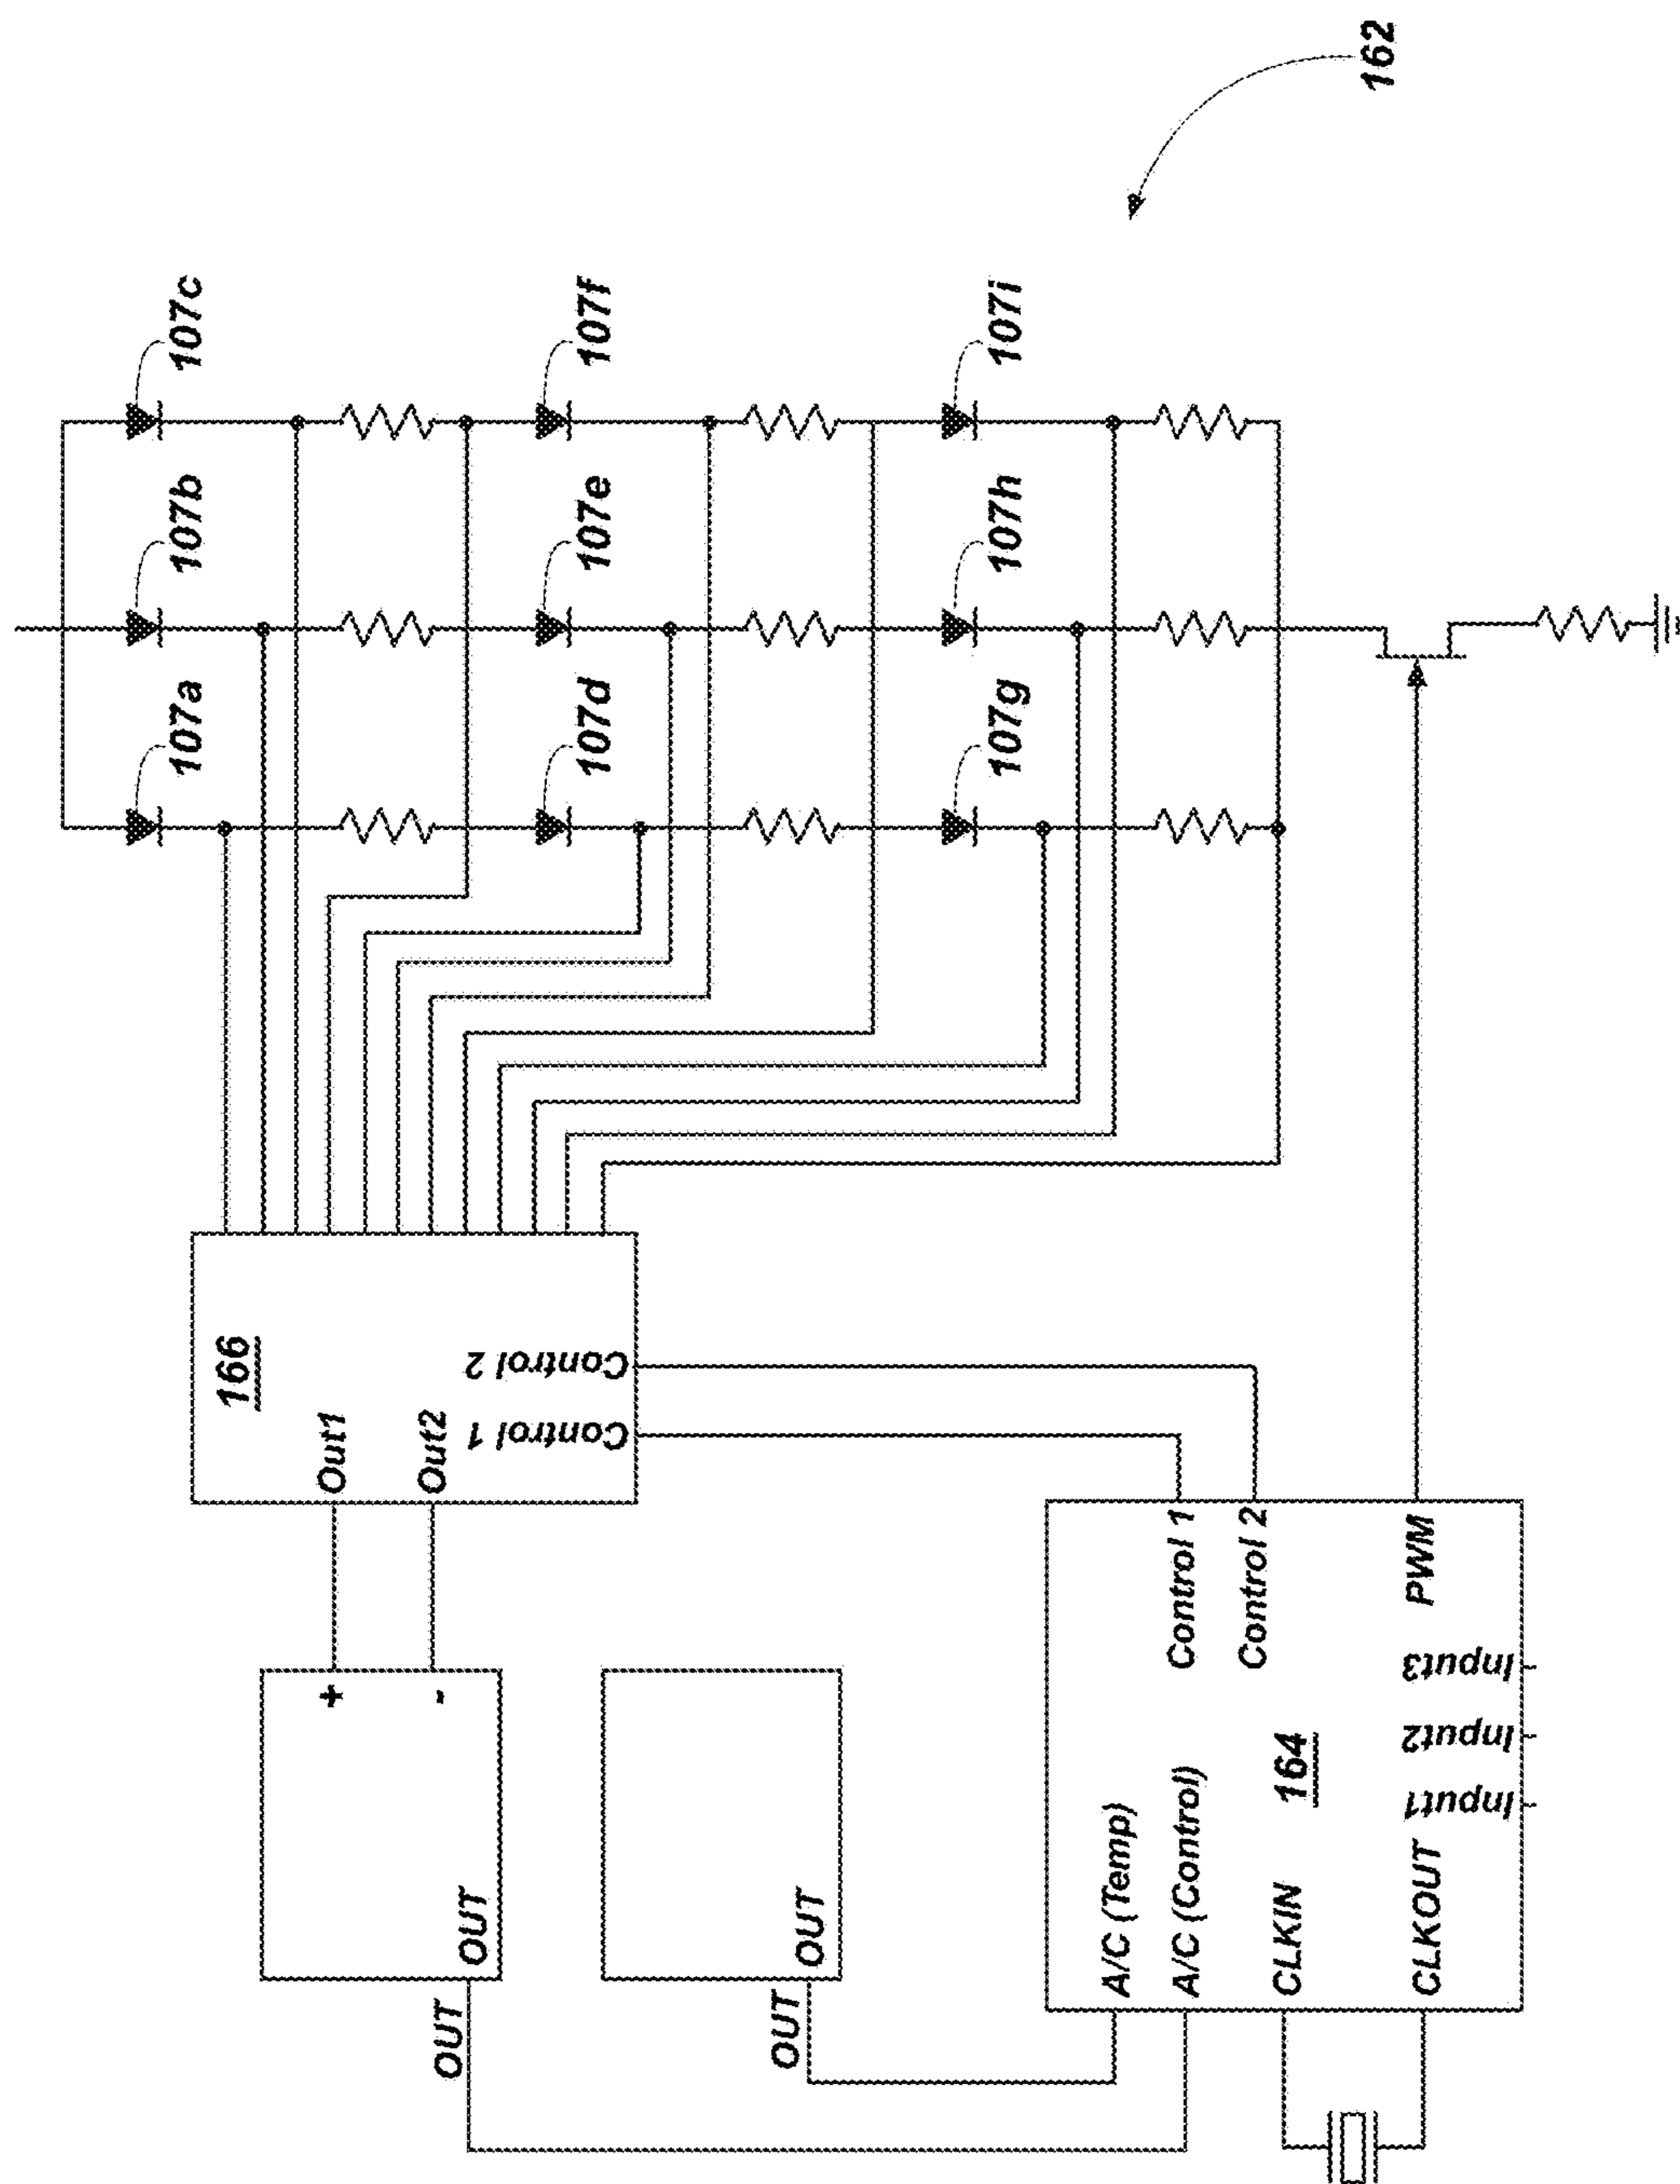 162
107c
107f
107i
107b
107e
107h
107a
107d
107g
166
Out1
Out2
Control 2
Control 1
+
-
OUT
OUT
OUT
OUT
Control 1
Control 2
PWM
A/C (Temp)
A/C (Control)
CLKIN
CLKOUT
164
Input3
Input2
Input1